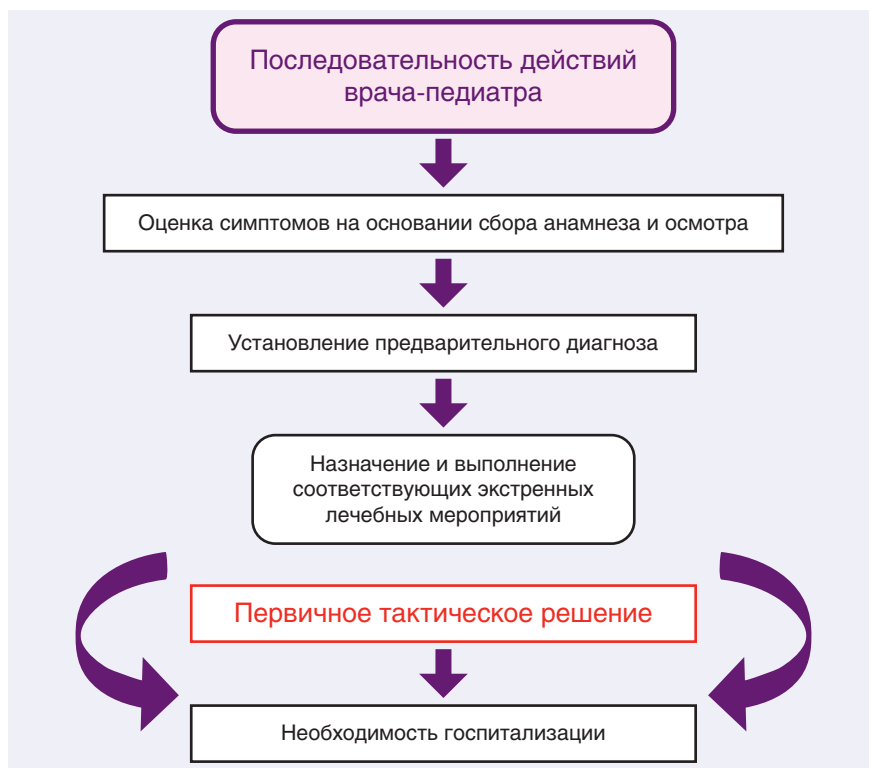 Последовательность действий
врача-педиатра
Оценка симптомов на основании сбора анамнеза и осмотра
Установление предварительного диагноза
Назначение и выполнение
соответствующих экстренных
лечебных мероприятий
Первичное тактическое решение
Необходимость госпитализации